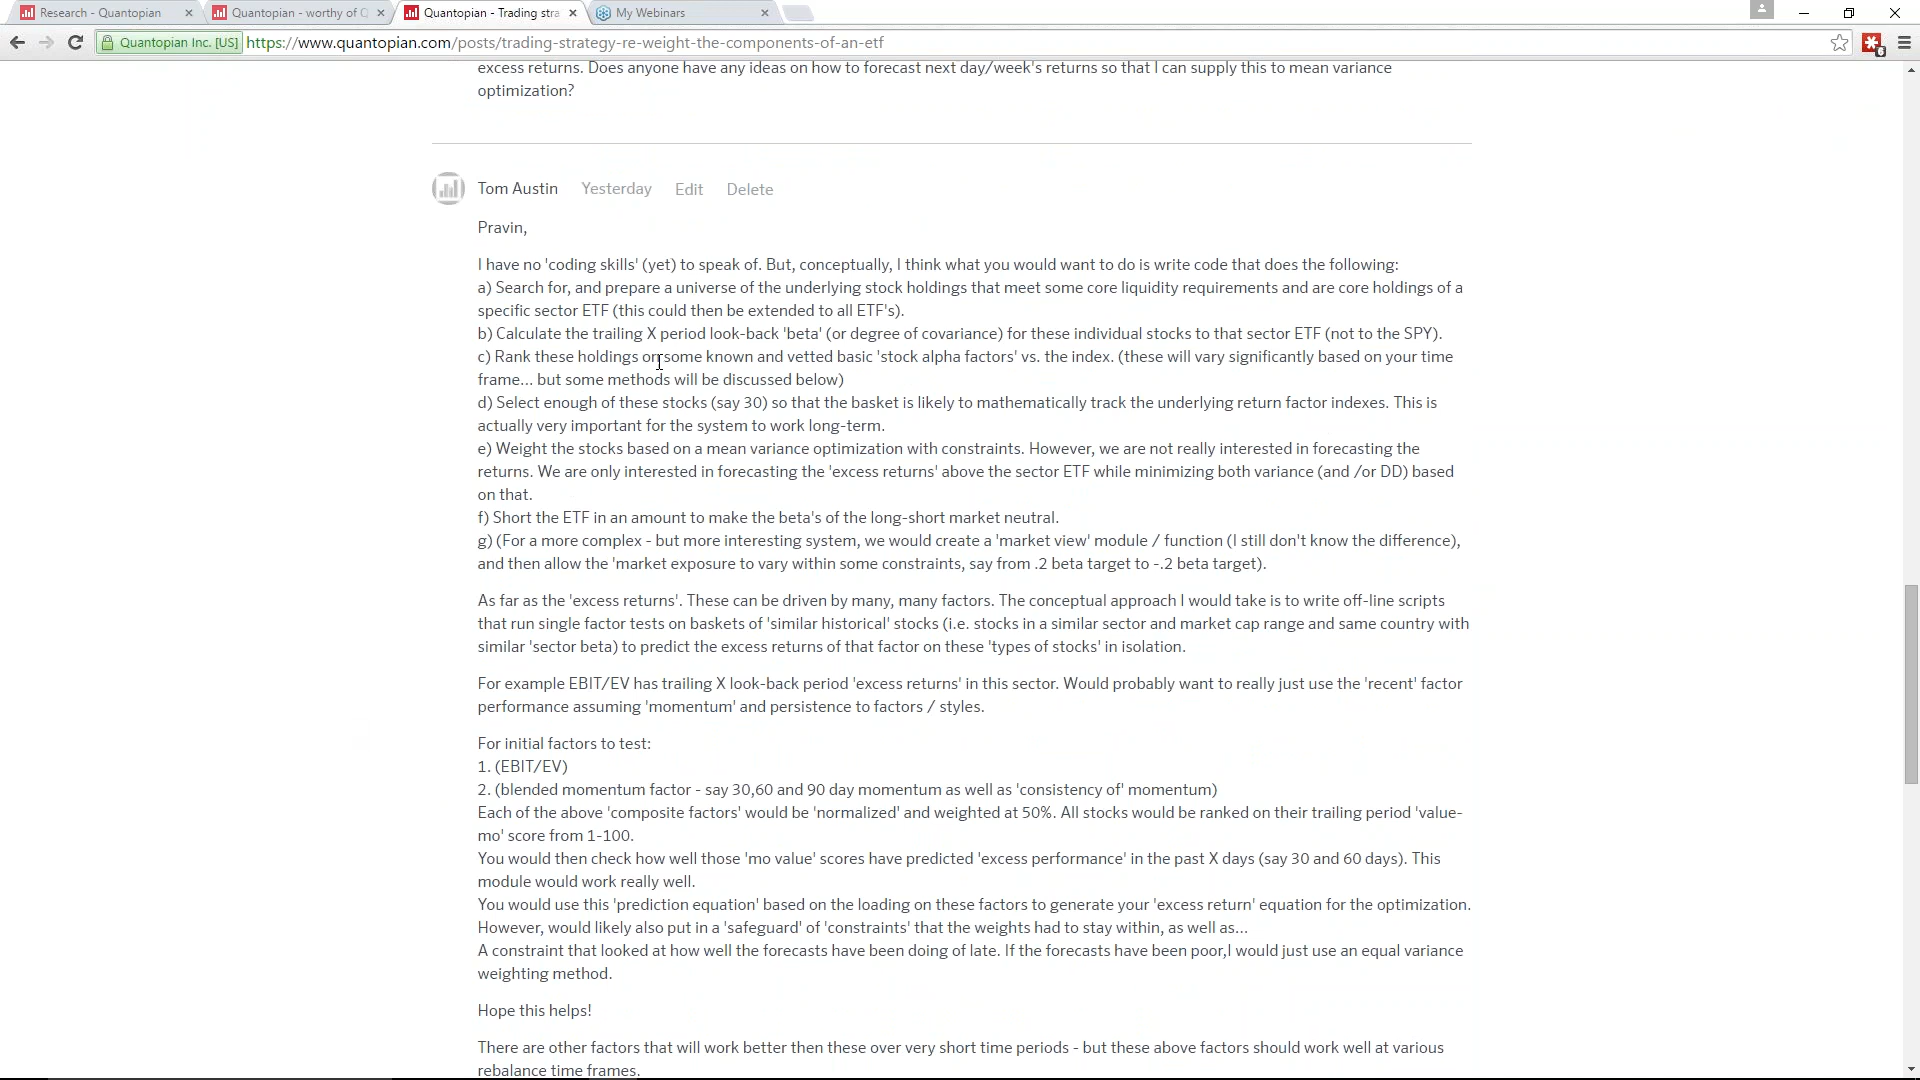 Research - Quantopian
Quantopian - worthy of Q
Quantopian - Trading stra
My Webinars
Quantopian Inc. [US]
https://www.quantopian.com/posts/trading-strategy-re-weight-the-components-of-an-etf
excess returns. Does anyone have any ideas on how to forecast next day/week's returns so that I can supply this to mean variance
optimization?
Tom Austin Yesterday Edit Delete
Pravin,
I have no 'coding skills' (yet) to speak of. But, conceptually, I think what you would want to do is write code that does the following:
a) Search for, and prepare a universe of the underlying stock holdings that meet some core liquidity requirements and are core holdings of a
specific sector ETF (this could then be extended to all ETF's).
b) Calculate the trailing X period look-back 'beta' (or degree of covariance) for these individual stocks to that sector ETF (not to the SPY).
c) Rank these holdings on some known and vetted basic 'stock alpha factors' vs. the index. (these will vary significantly based on your time
frame... but some methods will be discussed below)
d) Select enough of these stocks (say 30) so that the basket is likely to mathematically track the underlying return factor indexes. This is
actually very important for the system to work long-term.
e) Weight the stocks based on a mean variance optimization with constraints. However, we are not really interested in forecasting the
returns. We are only interested in forecasting the 'excess returns' above the sector ETF while minimizing both variance (and /or DD) based
on that.
f) Short the ETF in an amount to make the beta's of the long-short market neutral.
g) (For a more complex - but more interesting system, we would create a 'market view' module / function (I still don't know the difference),
and then allow the 'market exposure to vary within some constraints, say from .2 beta target to -.2 beta target).
As far as the 'excess returns'. These can be driven by many, many factors. The conceptual approach I would take is to write off-line scripts
that run single factor tests on baskets of 'similar historical' stocks (i.e. stocks in a similar sector and market cap range and same country with
similar 'sector beta) to predict the excess returns of that factor on these 'types of stocks' in isolation.
For example EBIT/EV has trailing X look-back period 'excess returns' in this sector. Would probably want to really just use the 'recent' factor
performance assuming 'momentum' and persistence to factors / styles.
For initial factors to test:
1. (EBIT/EV)
2. (blended momentum factor - say 30,60 and 90 day momentum as well as 'consistency of' momentum)
Each of the above 'composite factors' would be 'normalized' and weighted at 50%. All stocks would be ranked on their trailing period 'value-
mo' score from 1-100.
You would then check how well those 'mo value' scores have predicted 'excess performance' in the past X days (say 30 and 60 days). This
module would work really well.
You would use this 'prediction equation' based on the loading on these factors to generate your 'excess return' equation for the optimization.
However, would likely also put in a 'safeguard' of 'constraints' that the weights had to stay within, as well as...
A constraint that looked at how well the forecasts have been doing of late. If the forecasts have been poor,I would just use an equal variance
weighting method.
Hope this helps!
There are other factors that will work better then these over very short time periods - but these above factors should work well at various
rebalance time frames.